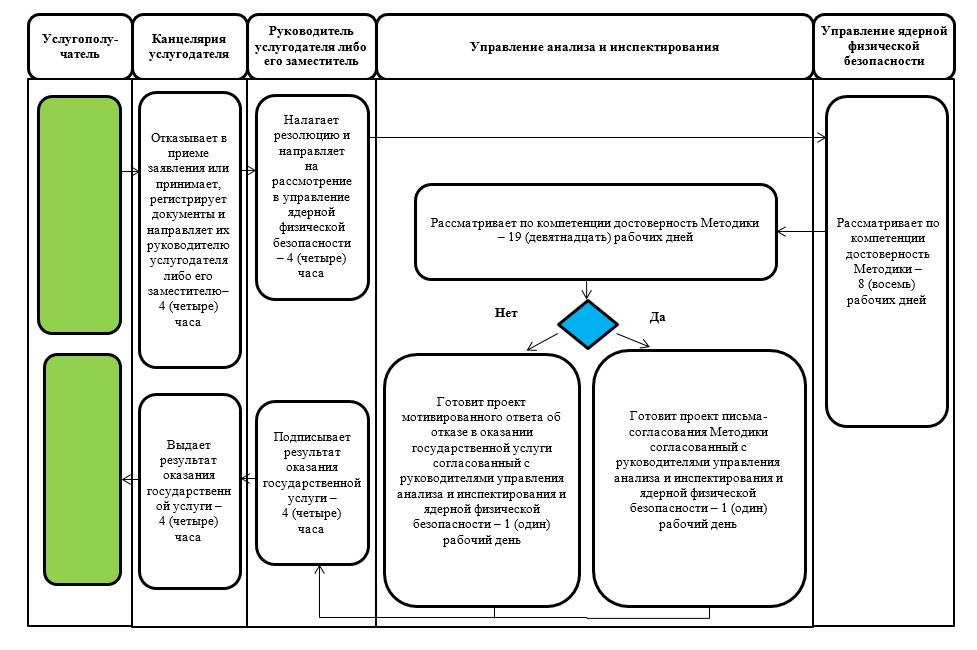 Услугополу-
чатель
Канцелярия
услугодателя
Руководитель
услугодателя либо
его заместитель
Управление анализа и инспектирования
Управление ядерной
физической
безопасности
Отказывает в
приеме
заявления или
принимает,
регистрирует
документы и
направляет их
руководителю
услугодателя
либо его
заместителю–
4 (четыре)
часа
Налагает
резолюцию и
направляет
на
рассмотрение
в управление
ядерной
физической
безопасности
– 4 (четыре)
часа
Рассматривает по компетенции достоверность Методики
– 19 (девятнадцать) рабочих дней
Рассматривает по
компетенции
достоверность
Методики –
8 (восемь)
рабочих дней
Нет
Да
Выдает
результат
оказания
государственн
ой услуги –
4 (четыре)
часа
Подписывает
результат
оказания
государственной
услуги –
4 (четыре)
часа
Готовит проект
мотивированного ответа об
отказе в оказании
государственной услуги
согласованный с
руководителями управления
анализа и инспектирования и
ядерной физической
безопасности – 1 (один)
рабочий день
Готовит проект письма-
согласования Методики
согласованный с
руководителями управления
анализа и инспектирования и
ядерной физической
безопасности – 1 (один)
рабочий день